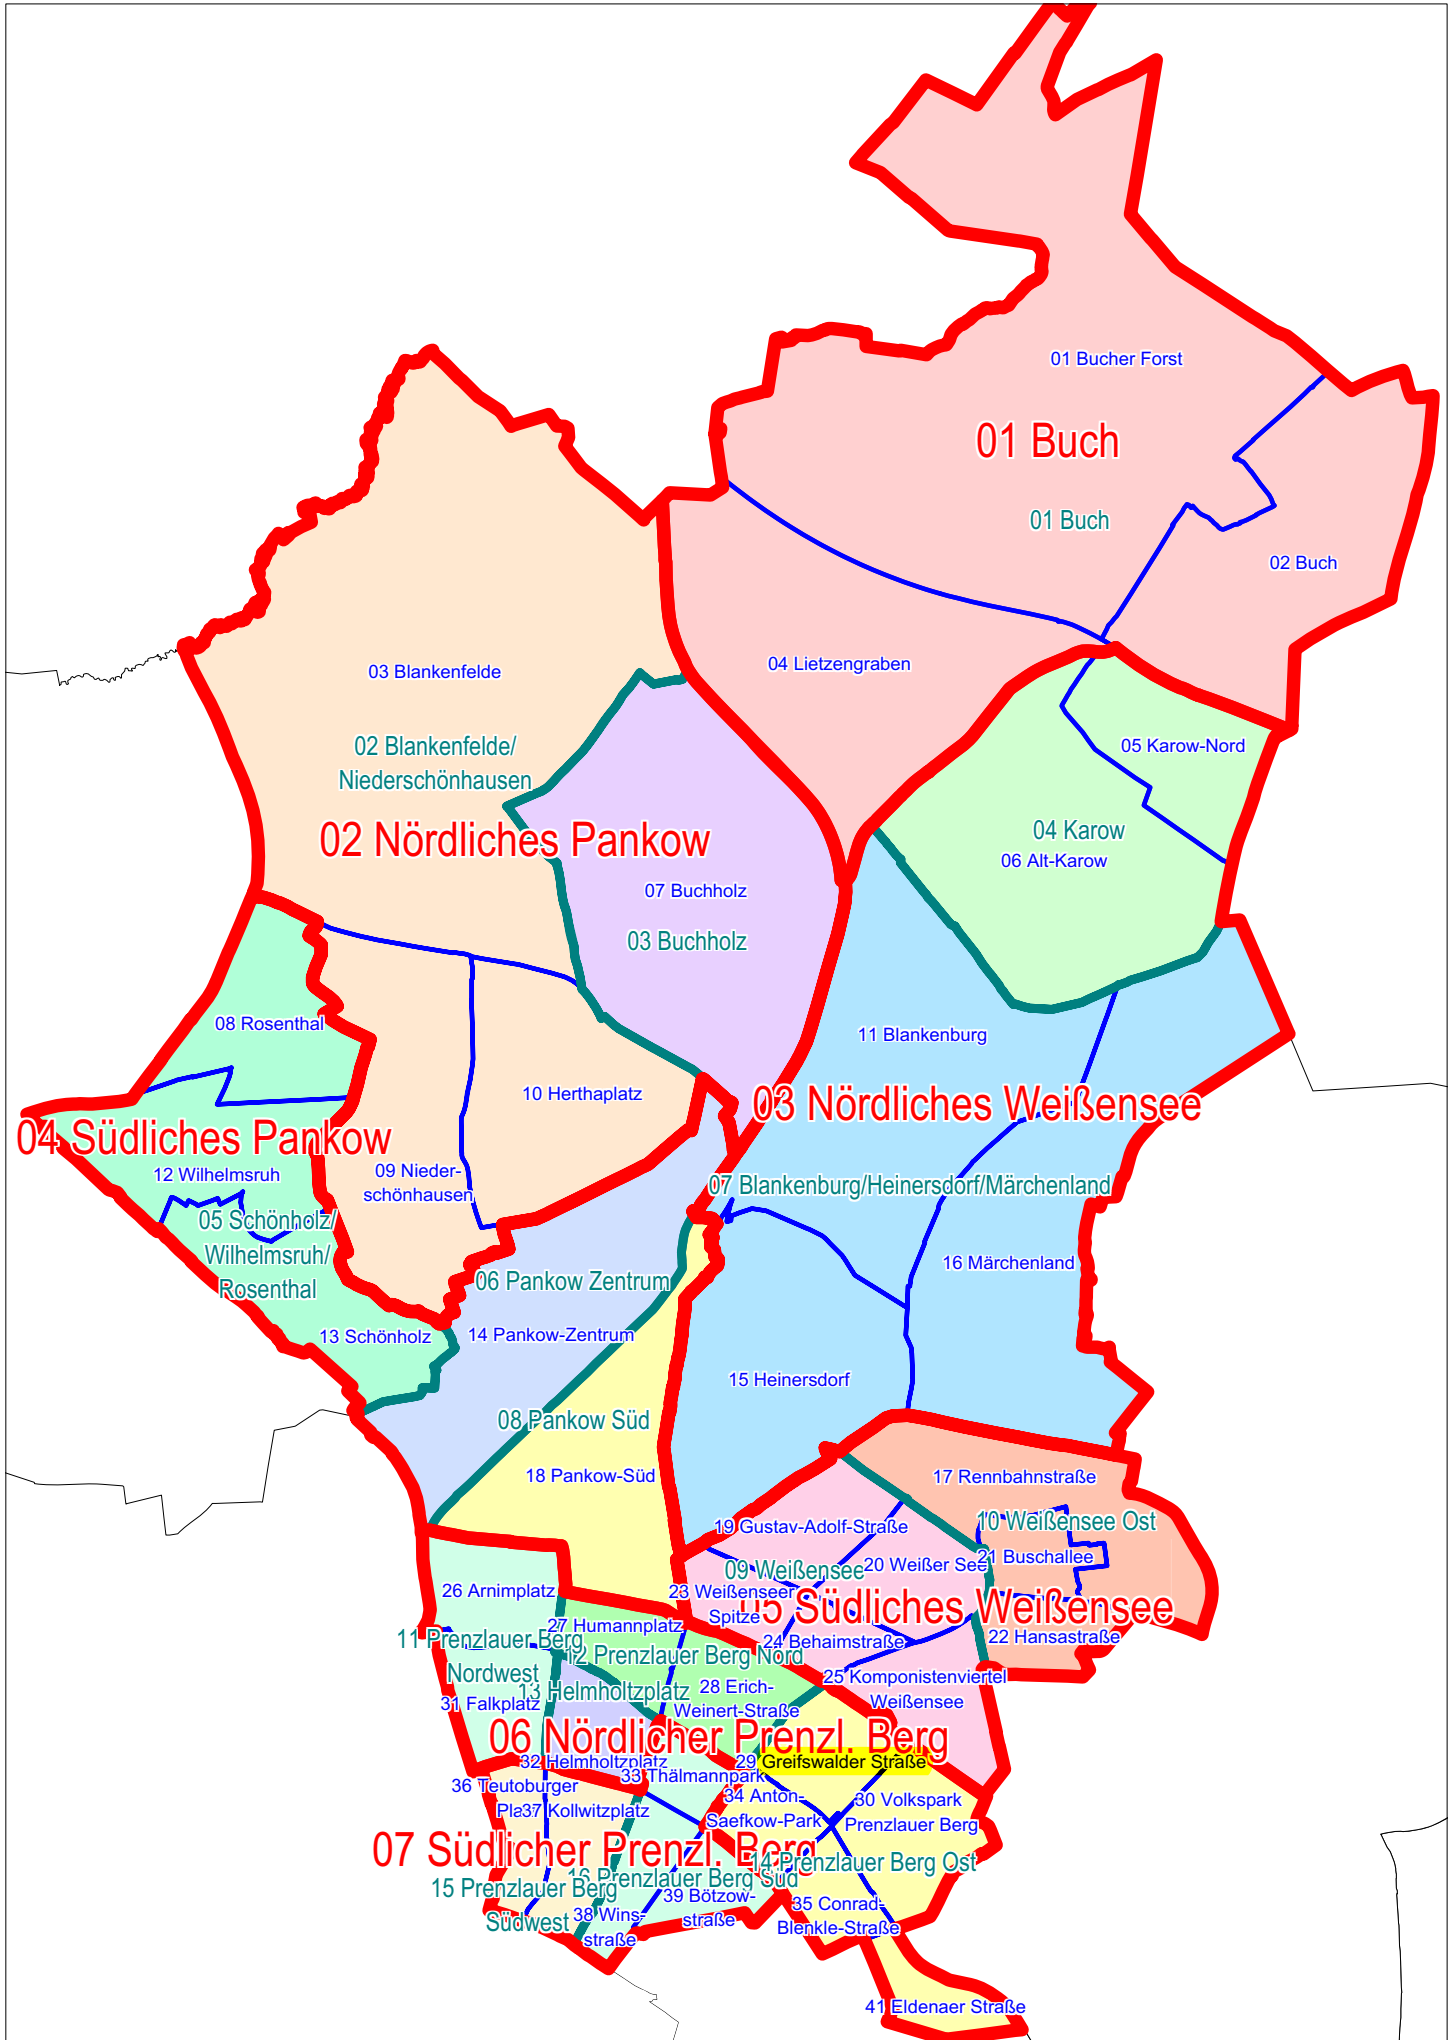 01 Bucher Forst
01 Buch
01 Buch
02 Buch
04 Lietzengraben
03 Blankenfelde
02 Blankenfelde/
Niederschönhausen
02 Nördliches Pankow
05 Karow-Nord
04 Karow
06 Alt-Karow
07 Buchholz
03 Buchholz
08 Rosenthal
11 Blankenburg
10 Herthaplatz
03 Nördliches Weißensee
04 Südliches Pankow
12 Wilhelmsruh
09 Nieder-
schönhausen
07 Blankenburg/Heinersdorf/Märchenland
05 Schönholz/
Wilhelmsruh/
Rosenthal
16 Märchenland
06 Pankow Zentrum
13 Schönholz
14 Pankow-Zentrum
15 Heinersdorf
08 Pankow Süd
18 Pankow-Süd
17 Rennbahnstraße
10 Weißensee Ost
19 Gustav-Adolf-Straße
20 Weißer See
21 Buschallee
09 Weißensee
26 Arnimplatz
23 Weißenseer
Spitze
05 Südliches Weißensee
27 Humannplatz
24 Behaimstraße
22 Hansastraße
11 Prenzlauer Berg
Nordwest
12 Prenzlauer Berg Nord
25 Komponistenviertel
Weißensee
13 Helmholtzplatz
28 Erich-
Weinert-Straße
31 Falkplatz
06 Nördlicher Prenzl. Berg
32 Helmholtzplatz
29 Greifswalder Straße
33 Thälmannpark
36 Teutoburger
Platz
37 Kollwitzplatz
34 Anton-
Saefkow-Park
30 Volkspark
Prenzlauer Berg
07 Südlicher Prenzl. Berg
14 Prenzlauer Berg Ost
16 Prenzlauer Berg Süd
15 Prenzlauer Berg
Südwest
39 Bötzow-
straße
38 Wins-
straße
35 Conrad-
Blenkle-Straße
41 Eldenaer Straße